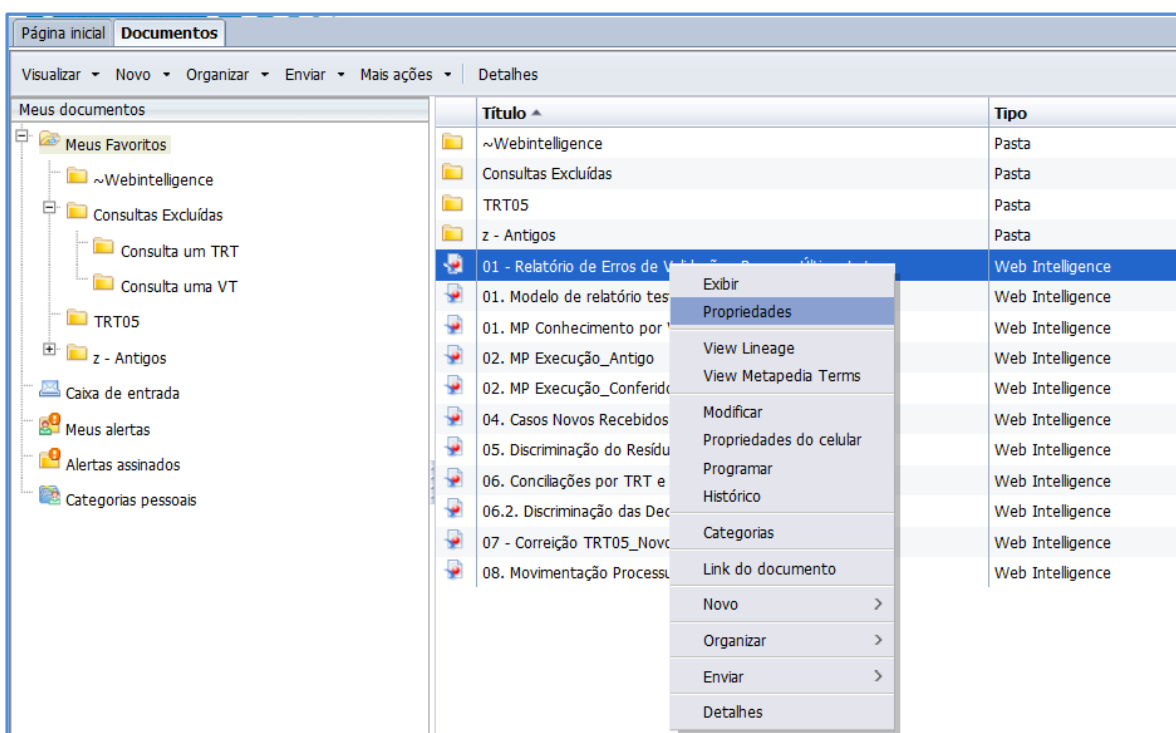 Página inicial Documentos
Visualizar Novo Organizar Enviar Mais ações Detalhes
Meus documentos
Meus Favoritos
~Webintelligence
Consultas Excluídas
Consulta um TRT
Consulta uma VT
TRT05
z - Antigos
Caixa de entrada
Meus alertas
Alertas assinados
Categorias pessoais
Título Tipo
~Webintelligence Pasta
Consultas Excluídas Pasta
TRT05 Pasta
z - Antigos Pasta
01 - Relatório de Erros de Web Intelligence
01. Modelo de relatório Web Intelligence
01. MP Conhecimento por Web Intelligence
02. MP Execução_Antigo Web Intelligence
02. MP Web Intelligence
04. Casos Novos Recebidos Web Intelligence
05. Discriminação do Web Intelligence
06. Conciliações por TRT e Web Intelligence
06.2. Discriminação das Web Intelligence
07 - Correição Web Intelligence
08. Movimentação Web Intelligence
Exibir
Propriedades
View Lineage
View Metapedia Terms
Modificar
Propriedades do celular
Programar
Histórico
Categorias
Link do documento
Novo
Organizar
Enviar
Detalhes